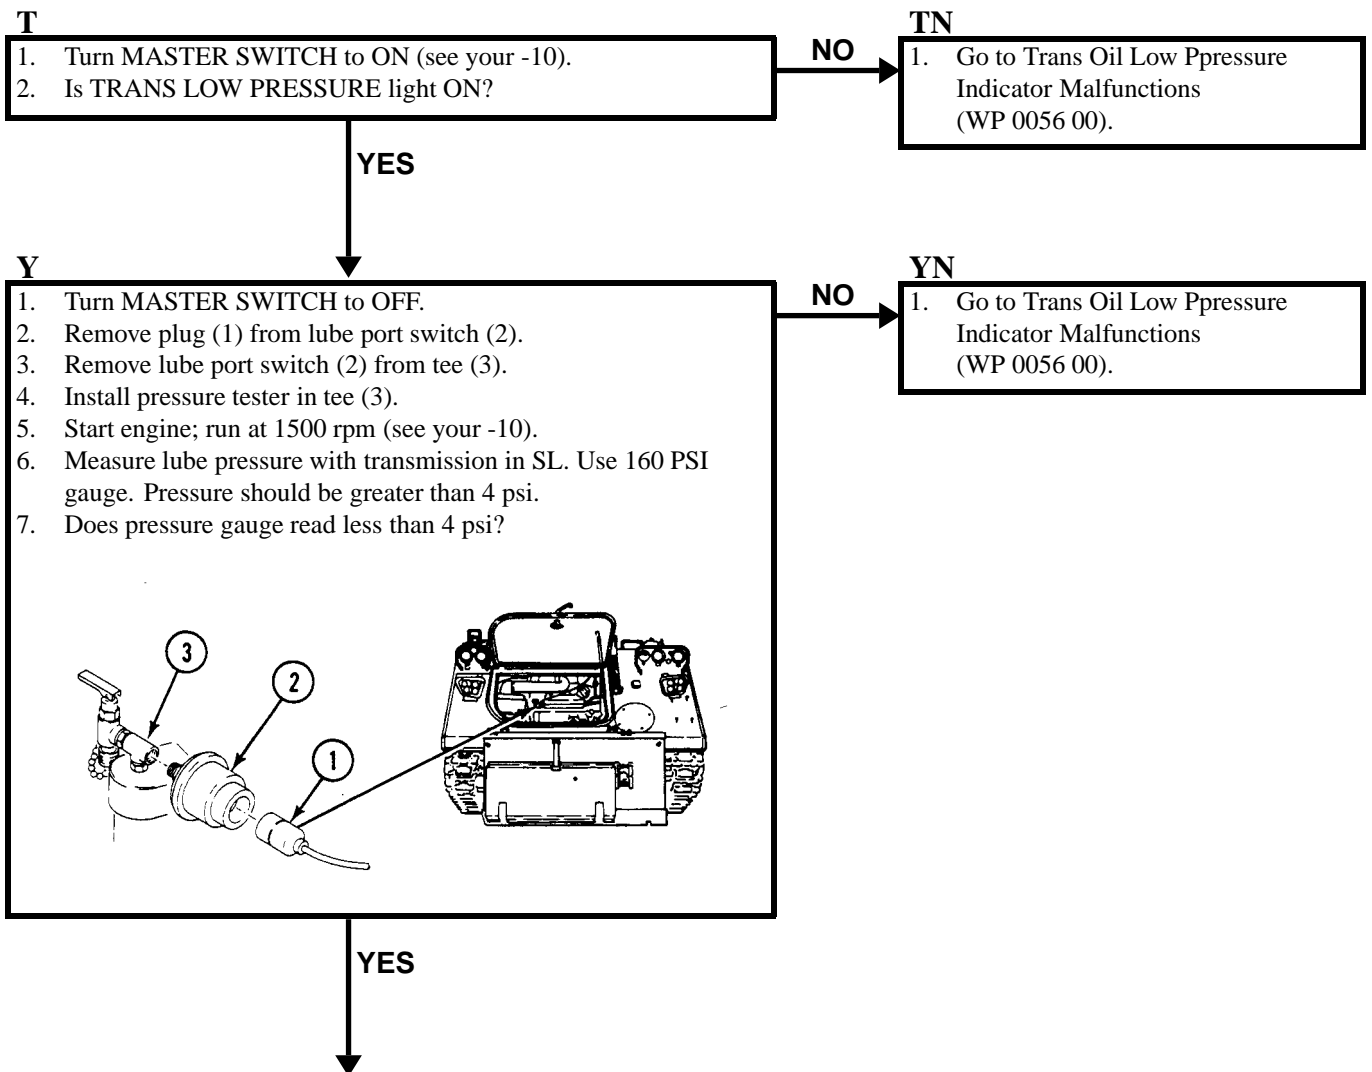 T
1. Turn MASTER SWITCH to ON (see your -10).
2. Is TRANS LOW PRESSURE light ON?
NO
TN
1. Go to Trans Oil Low Ppressure
Indicator Malfunctions
(WP 0056 00).
YES
Y
1. Turn MASTER SWITCH to OFF.
2. Remove plug (1) from lube port switch (2).
3. Remove lube port switch (2) from tee (3).
4. Install pressure tester in tee (3).
5. Start engine; run at 1500 rpm (see your -10).
6. Measure lube pressure with transmission in SL. Use 160 PSI
gauge. Pressure should be greater than 4 psi.
7. Does pressure gauge read less than 4 psi?
3
2
1
NO
YN
1. Go to Trans Oil Low Ppressure
Indicator Malfunctions
(WP 0056 00).
YES